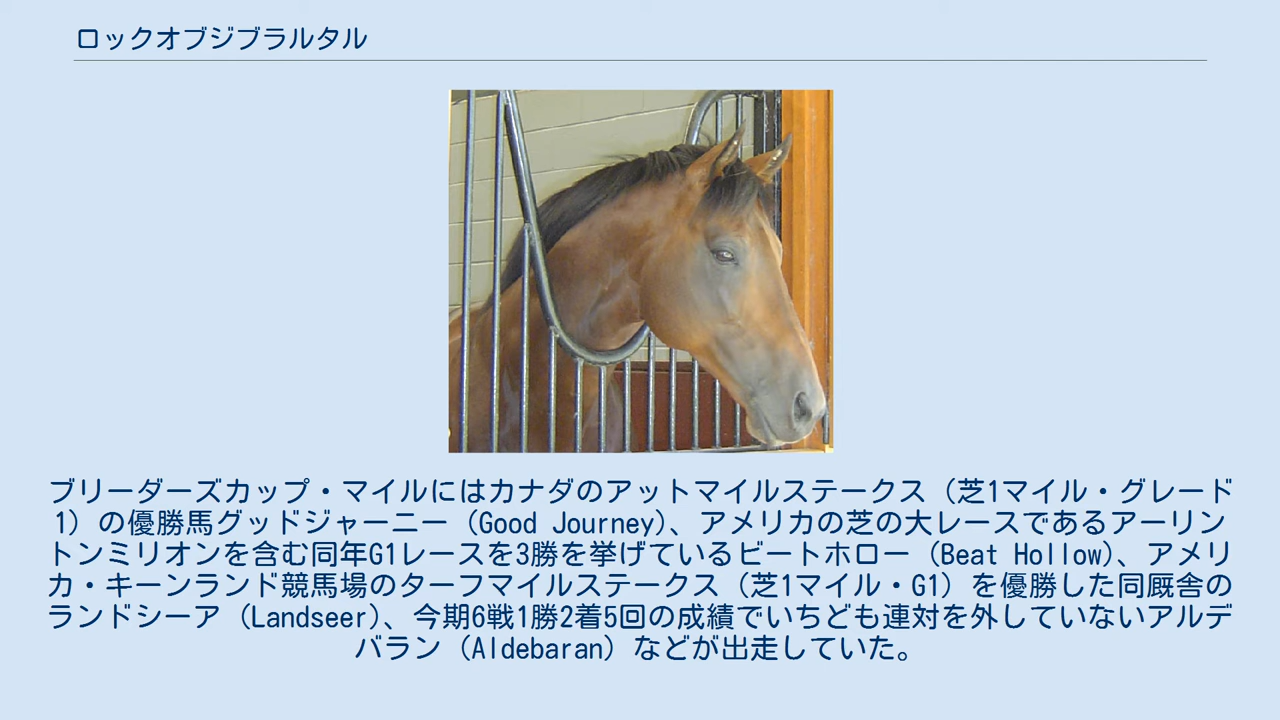 ロックオブジブラルタル
ブリーダーズカップ・マイルにはカナダのアットマイルステークス（芝1マイル・グレード
1）の優勝馬グッドジャーニー（Good Journey）、アメリカの芝の大レースであるアーリン
トンミリオンを含む同年G1レースを3勝を挙げているビートホロー（Beat Hollow）、アメリ
カ・キーンランド競馬場のターフマイルステークス（芝1マイル・G1）を優勝した同厩舎の
ランドシーア（Landseer）、今期6戦1勝2着5回の成績でいちども連対を外していないアルデ
バラン（Aldebaran）などが出走していた。